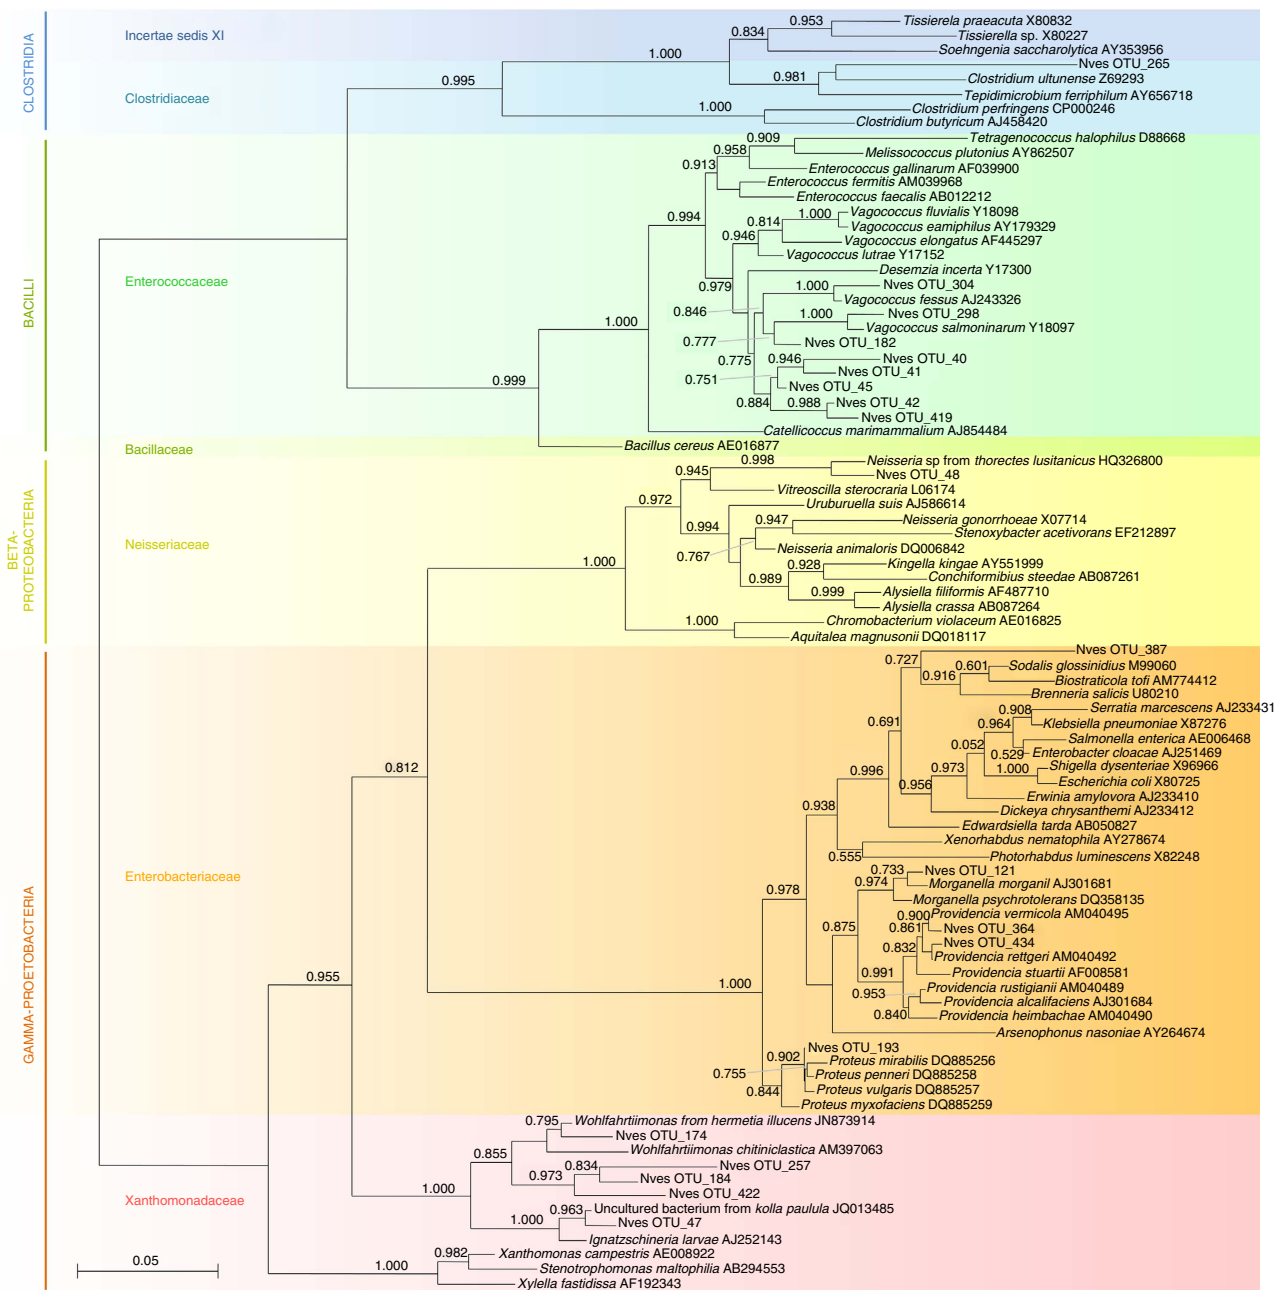 CLOSTRIDIA
Incertae sedis XI
Clostridiaceae
0.995
1.000
0.834
0.953
Tissierela praeacuta X80832
Tissierella sp. X80227
Soehngenia saccharolytica AY353956
Nves OTU_265
0.981
Clostridium ultunense Z69293
Tepidimicrobium ferriphilum AY656718
1.000
Clostridium perfringens CP000246
Clostridium butyricum AJ458420
BACILLI
Enterococcaceae
Bacillaceae
0.999
1.000
0.994
0.913
0.958
0.909
Tetragenococcus halophilus D88668
Melissococcus plutonius AY862507
Enterococcus gallinarum AF039900
Enterococcus fermitis AM039968
Enterococcus faecalis AB012212
1.000
Vagococcus fluvialis Y18098
0.814
Vagococcus eamiphilus AY179329
0.946
Vagococcus elongatus AF445297
Vagococcus lutrae Y17152
0.979
Desemzia incerta Y17300
1.000
Nves OTU_304
Vagococcus fessus AJ243326
0.846
1.000
Nves OTU_298
Vagococcus salmoninarum Y18097
0.777
Nves OTU_182
0.775
0.946
Nves OTU_40
Nves OTU_41
0.751
Nves OTU_45
0.884
0.988
Nves OTU_42
Nves OTU_419
Catellicoccus marimammalium AJ854484
Bacillus cereus AE016877
BETA-
PROTEOBACTERIA
Neisseriaceae
1.000
0.972
0.945
0.998
Neisseria sp from thorectes lusitanicus HQ326800
Nves OTU_48
Vitreoscilla sterocraria L06174
0.994
Uruburuella suis AJ586614
0.947
Neisseria gonorrhoeae X07714
Stenoxybacter acetivorans EF212897
0.767
Neisseria animaloris DQ006842
0.989
0.928
Kingella kingae AY551999
Conchiformibius steedae AB087261
0.999
Alysiella filiformis AF487710
Alysiella crassa AB087264
1.000
Chromobacterium violaceum AE016825
Aquitalea magnusonii DQ018117
GAMMA-PROETOBACTERIA
Enterobacteriaceae
Xanthomonadaceae
0.955
0.812
1.000
0.978
0.938
0.996
0.691
0.727
Nves OTU_387
0.916
0.601
Sodalis glossinidius M99060
Biostraticola tofi AM774412
Brenneria salicis U80210
0.908
Serratia marcescens AJ233431
0.964
Klebsiella pneumoniae X87276
0.052
Salmonella enterica AE006468
0.529
Enterobacter cloacae AJ251469
0.973
1.000
Shigella dysenteriae X96966
Escherichia coli X80725
0.956
Erwinia amylovora AJ233410
Dickeya chrysanthemi AJ233412
Edwardsiella tarda AB050827
Xenorhabdus nematophila AY278674
0.555
Photorhabdus luminescens X82248
0.875
0.974
0.733
Nves OTU_121
Morganella morganil AJ301681
Morganella psychrotolerans DQ358135
0.900
Providencia vermicola AM040495
0.861
Nves OTU_364
Nves OTU_434
0.832
Providencia rettgeri AM040492
0.991
Providencia stuartii AF008581
0.953
Providencia rustigianii AM040489
Providencia alcalifaciens AJ301684
0.840
Providencia heimbachae AM040490
Arsenophonus nasoniae AY264674
0.902
Nves OTU_193
Proteus mirabilis DQ885256
0.755
Proteus penneri DQ885258
0.844
Proteus vulgaris DQ885257
Proteus myxofaciens DQ885259
1.000
0.855
0.795
Wohlfahrtiimonas from hermetia illucens JN873914
Nves OTU_174
Wohlfahrtiimonas chitiniclastica AM397063
0.973
0.834
Nves OTU_257
Nves OTU_184
Nves OTU_422
1.000
0.963
Uncultured bacterium from kolla paulula JQ013485
Nves OTU_47
Ignatzschineria larvae AJ252143
1.000
0.982
Xanthomonas campestris AE008922
Stenotrophomonas maltophilia AB294553
Xylella fastidissa AF192343
0.05